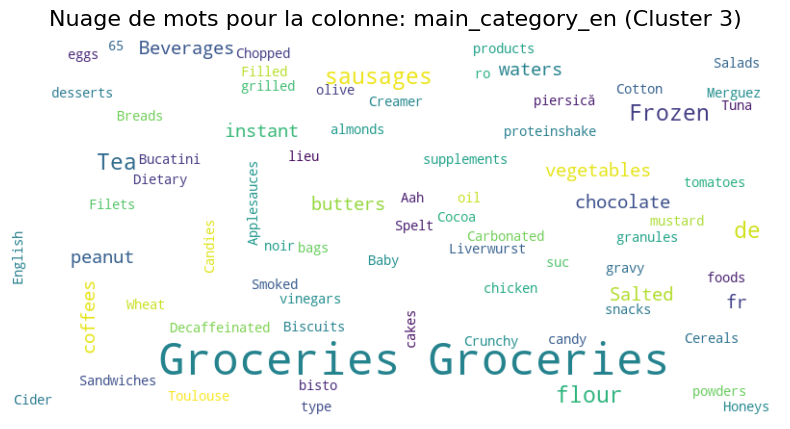 Nuage de mots pour la colonne: main_category_en (Cluster 3)
eggs 65 Beverages Chopped products
Filled sausages ro waters Salads
desserts grilled olive Creamer piersică Cotton Merguez
Breads Frozen Tuna
instant almonds proteinshake
Tea Bucatini lieu supplements vegetables
Dietary tomatoes
Filets Applesauces butters Aah oil chocolate
Cocoa mustard
Candies Spelt Carbonated granules de
English noir bags Liverwurst
peanut Baby suc gravy
Smoked chicken foods
coffees Wheat vinegars Salted fr
snacks
Decaffeinated Biscuits cakes Crunchy candy Cereals
Groceries Groceries
Sandwiches bisto flour powders
Cider Toulouse type Honeys